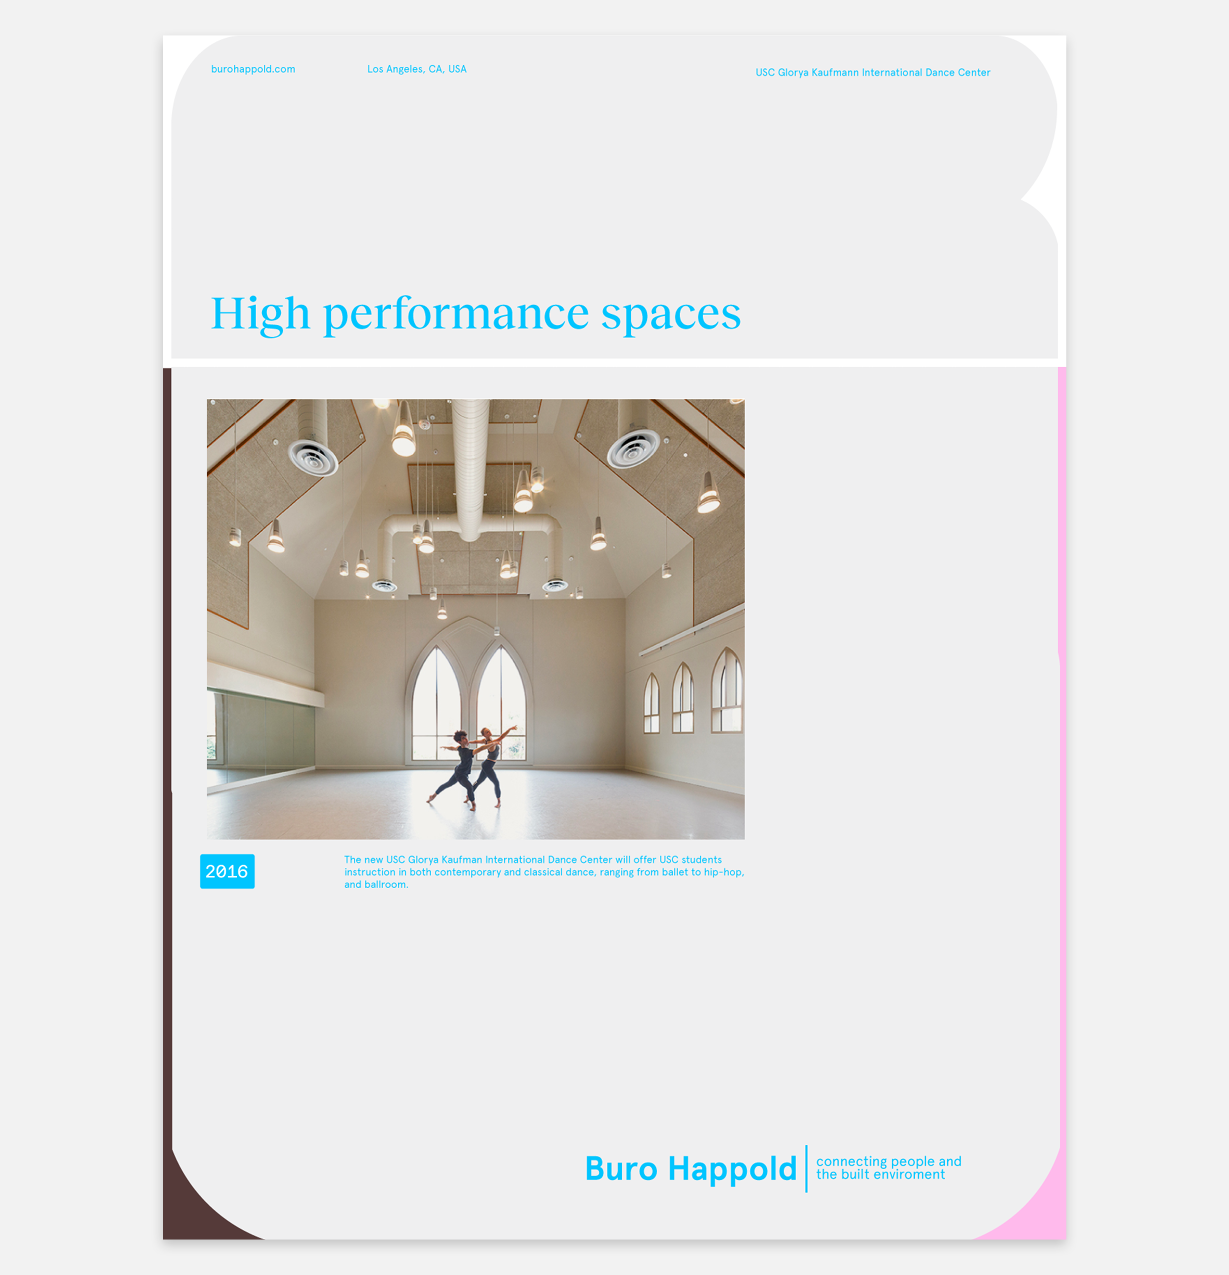 burohappold.com
Los Angeles, CA, USA
USC Glorya Kaufmann International Dance Center
High performance spaces
2016
The new USC Glorya Kaufman International Dance Center will offer USC students
instruction in both contemporary and classical dance, ranging from ballet to hip-hop,
and ballroom.
Buro Happold
connecting people and
the built enviroment